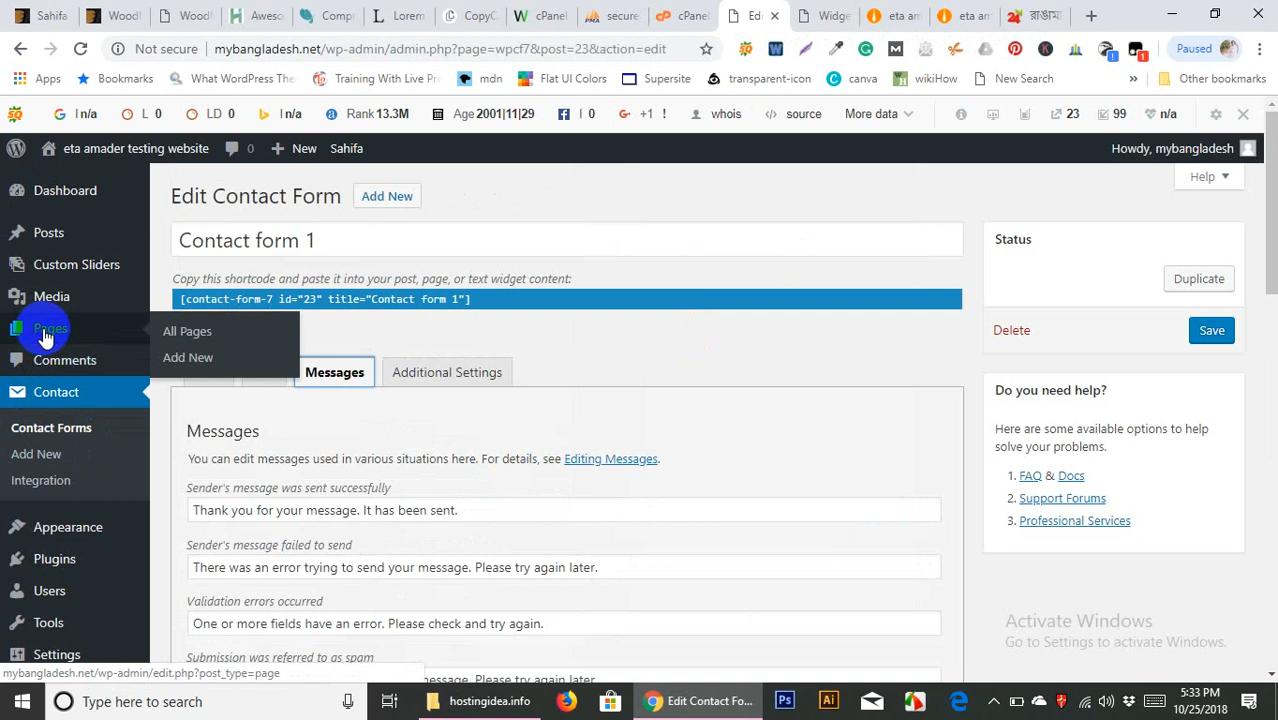 Sahifa
Woodl
Woodl
Aweso
Compr
Lorem
CopyC
cPanel
secure.
cPanel
Edi
Widge
eta am
eta am
রাঙামা
Not secure
mybangladesh.net/wp-admin/admin.php?page=wpcf7&post=23&action=edit
Paused
Apps
Bookmarks
What WordPress The
Training With Live Pr
mdn
Flat UI Colors
Supersite
transparent-icon
canva
wikiHow
New Search
»
Other bookmarks
I n/a
L 0
LD 0
I n/a
Rank 13.3M
Age 2001|11|29
I 0
+1 !
whois
source
More data
23
99
n/a
eta amader testing website
0
New
Sahifa
Howdy, mybangladesh
Dashboard
Posts
Custom Sliders
Media
Pages
Comments
Contact
Contact Forms
Add New
Integration
Appearance
Plugins
Users
Tools
Settings
All Pages
Add New
Help
Edit Contact Form
Add New
Contact form 1
Copy this shortcode and paste it into your post, page, or text widget content:
[contact-form-7 id="23" title="Contact form 1"]
Messages
Additional Settings
Messages
You can edit messages used in various situations here. For details, see Editing Messages.
Sender's message was sent successfully
Thank you for your message. It has been sent.
Sender's message failed to send
There was an error trying to send your message. Please try again later.
Validation errors occurred
One or more fields have an error. Please check and try again.
Submission was referred to as spam
Status
Duplicate
Delete
Save
Do you need help?
Here are some available options to help
solve your problems.
1. FAQ & Docs
2. Support Forums
3. Professional Services
Activate Windows
Go to Settings to activate Windows.
mybangladesh.net/wp-admin/edit.php?post_type=page
Type here to search
hostingidea.info
Edit Contact Fo...
5:33 PM
10/25/2018